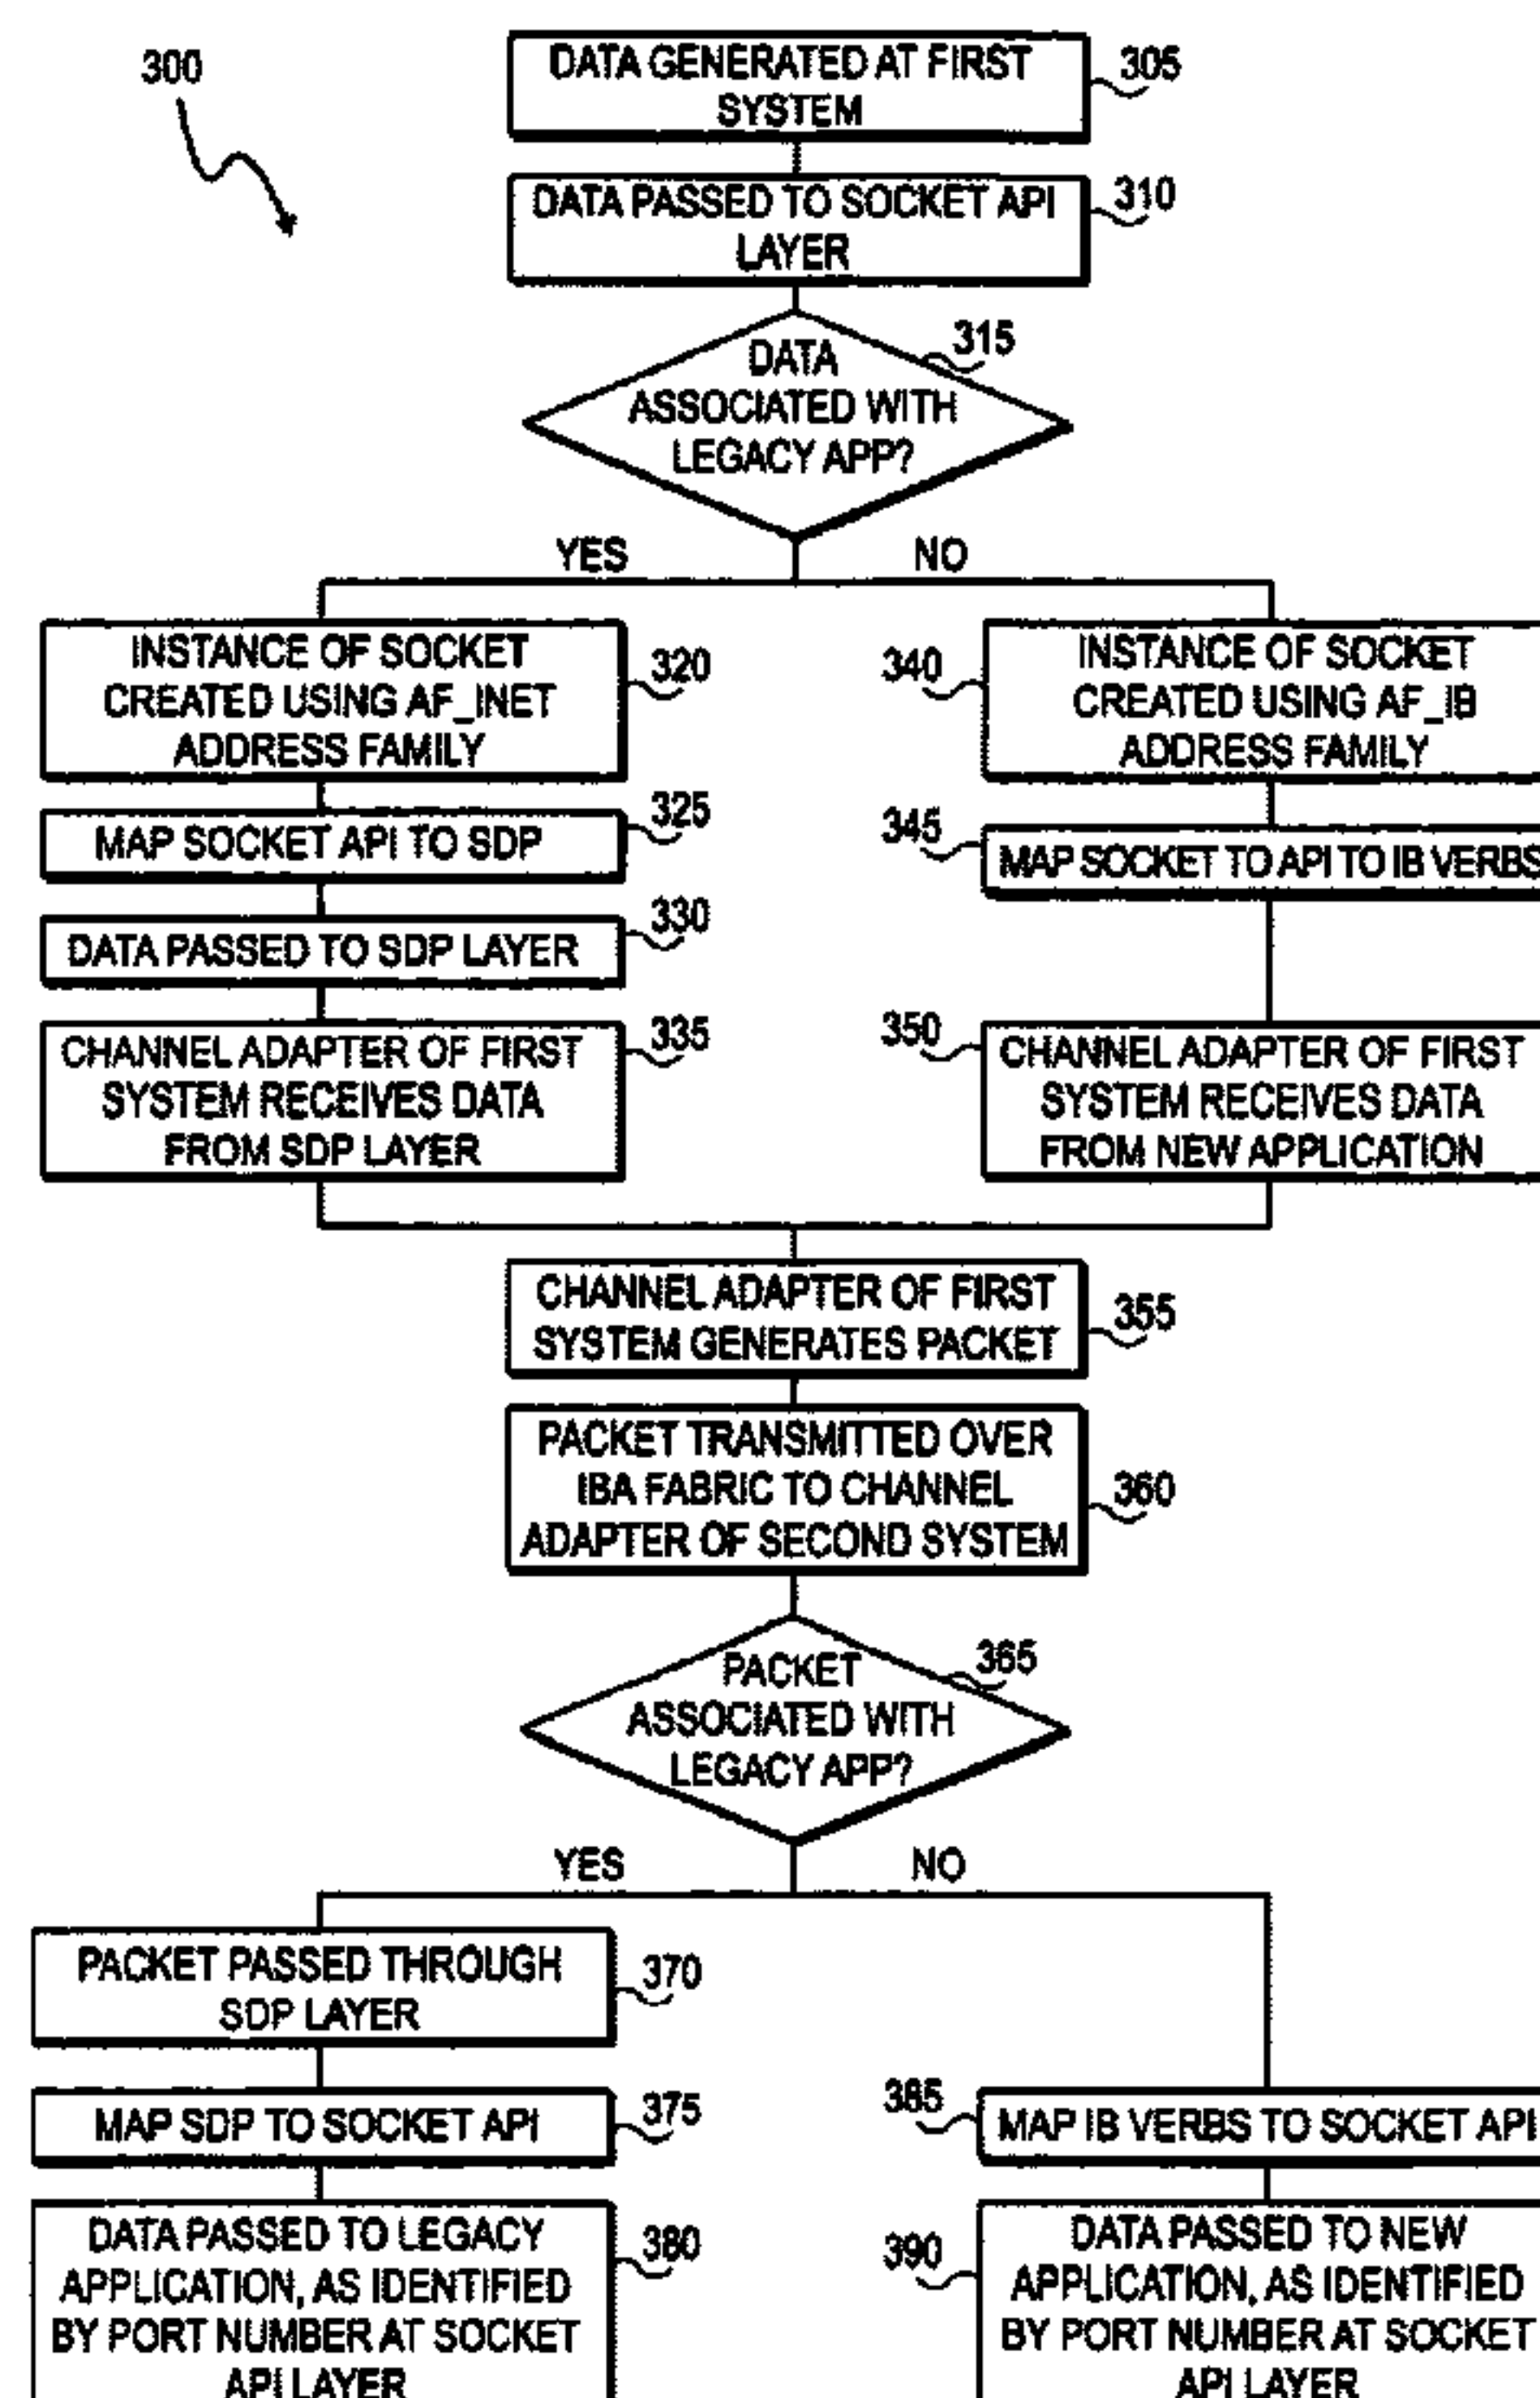 300
DATA GENERATED AT FIRST
SYSTEM
305
DATA PASSED TO SOCKET API
LAYER
310
DATA
ASSOCIATED WITH
LEGACY APP?
315
YES
NO
INSTANCE OF SOCKET
CREATED USING AF_INET
ADDRESS FAMILY
320
MAP SOCKET API TO SDP
325
DATA PASSED TO SDP LAYER
330
CHANNEL ADAPTER OF FIRST
SYSTEM RECEIVES DATA
FROM SDP LAYER
335
340
INSTANCE OF SOCKET
CREATED USING AF_IB
ADDRESS FAMILY
345
MAP SOCKET TO API TO IB VERBS
350
CHANNEL ADAPTER OF FIRST
SYSTEM RECEIVES DATA
FROM NEW APPLICATION
CHANNEL ADAPTER OF FIRST
SYSTEM GENERATES PACKET
355
PACKET TRANSMITTED OVER
IBA FABRIC TO CHANNEL
ADAPTER OF SECOND SYSTEM
360
PACKET
ASSOCIATED WITH
LEGACY APP?
365
YES
NO
PACKET PASSED THROUGH
SDP LAYER
370
MAP SDP TO SOCKET API
375
DATA PASSED TO LEGACY
APPLICATION, AS IDENTIFIED
BY PORT NUMBER AT SOCKET
API LAYER
380
385
MAP IB VERBS TO SOCKET API
390
DATA PASSED TO NEW
APPLICATION, AS IDENTIFIED
BY PORT NUMBER AT SOCKET
API LAYER